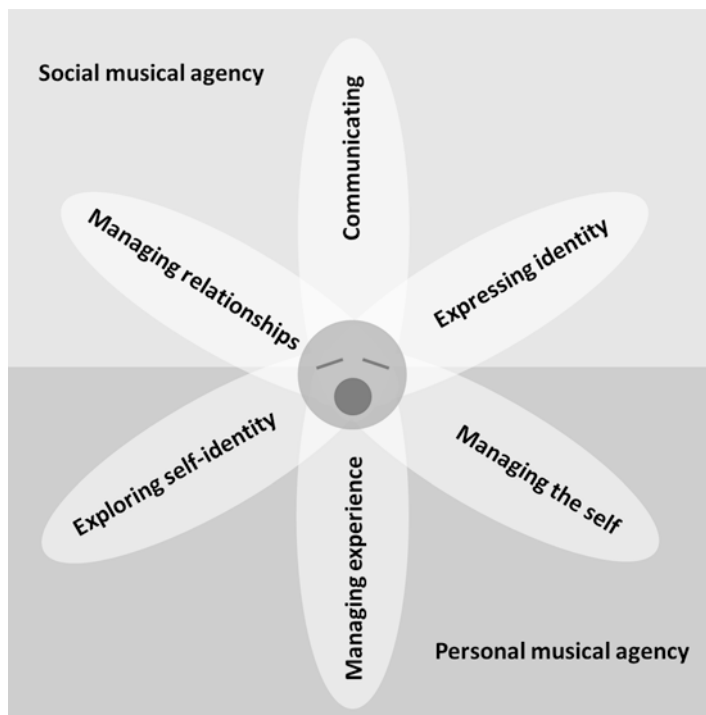 Social musical agency
Communicating
Managing relationships
Expressing identity
Exploring self-identity
Managing experience
Managing the self
Personal musical agency